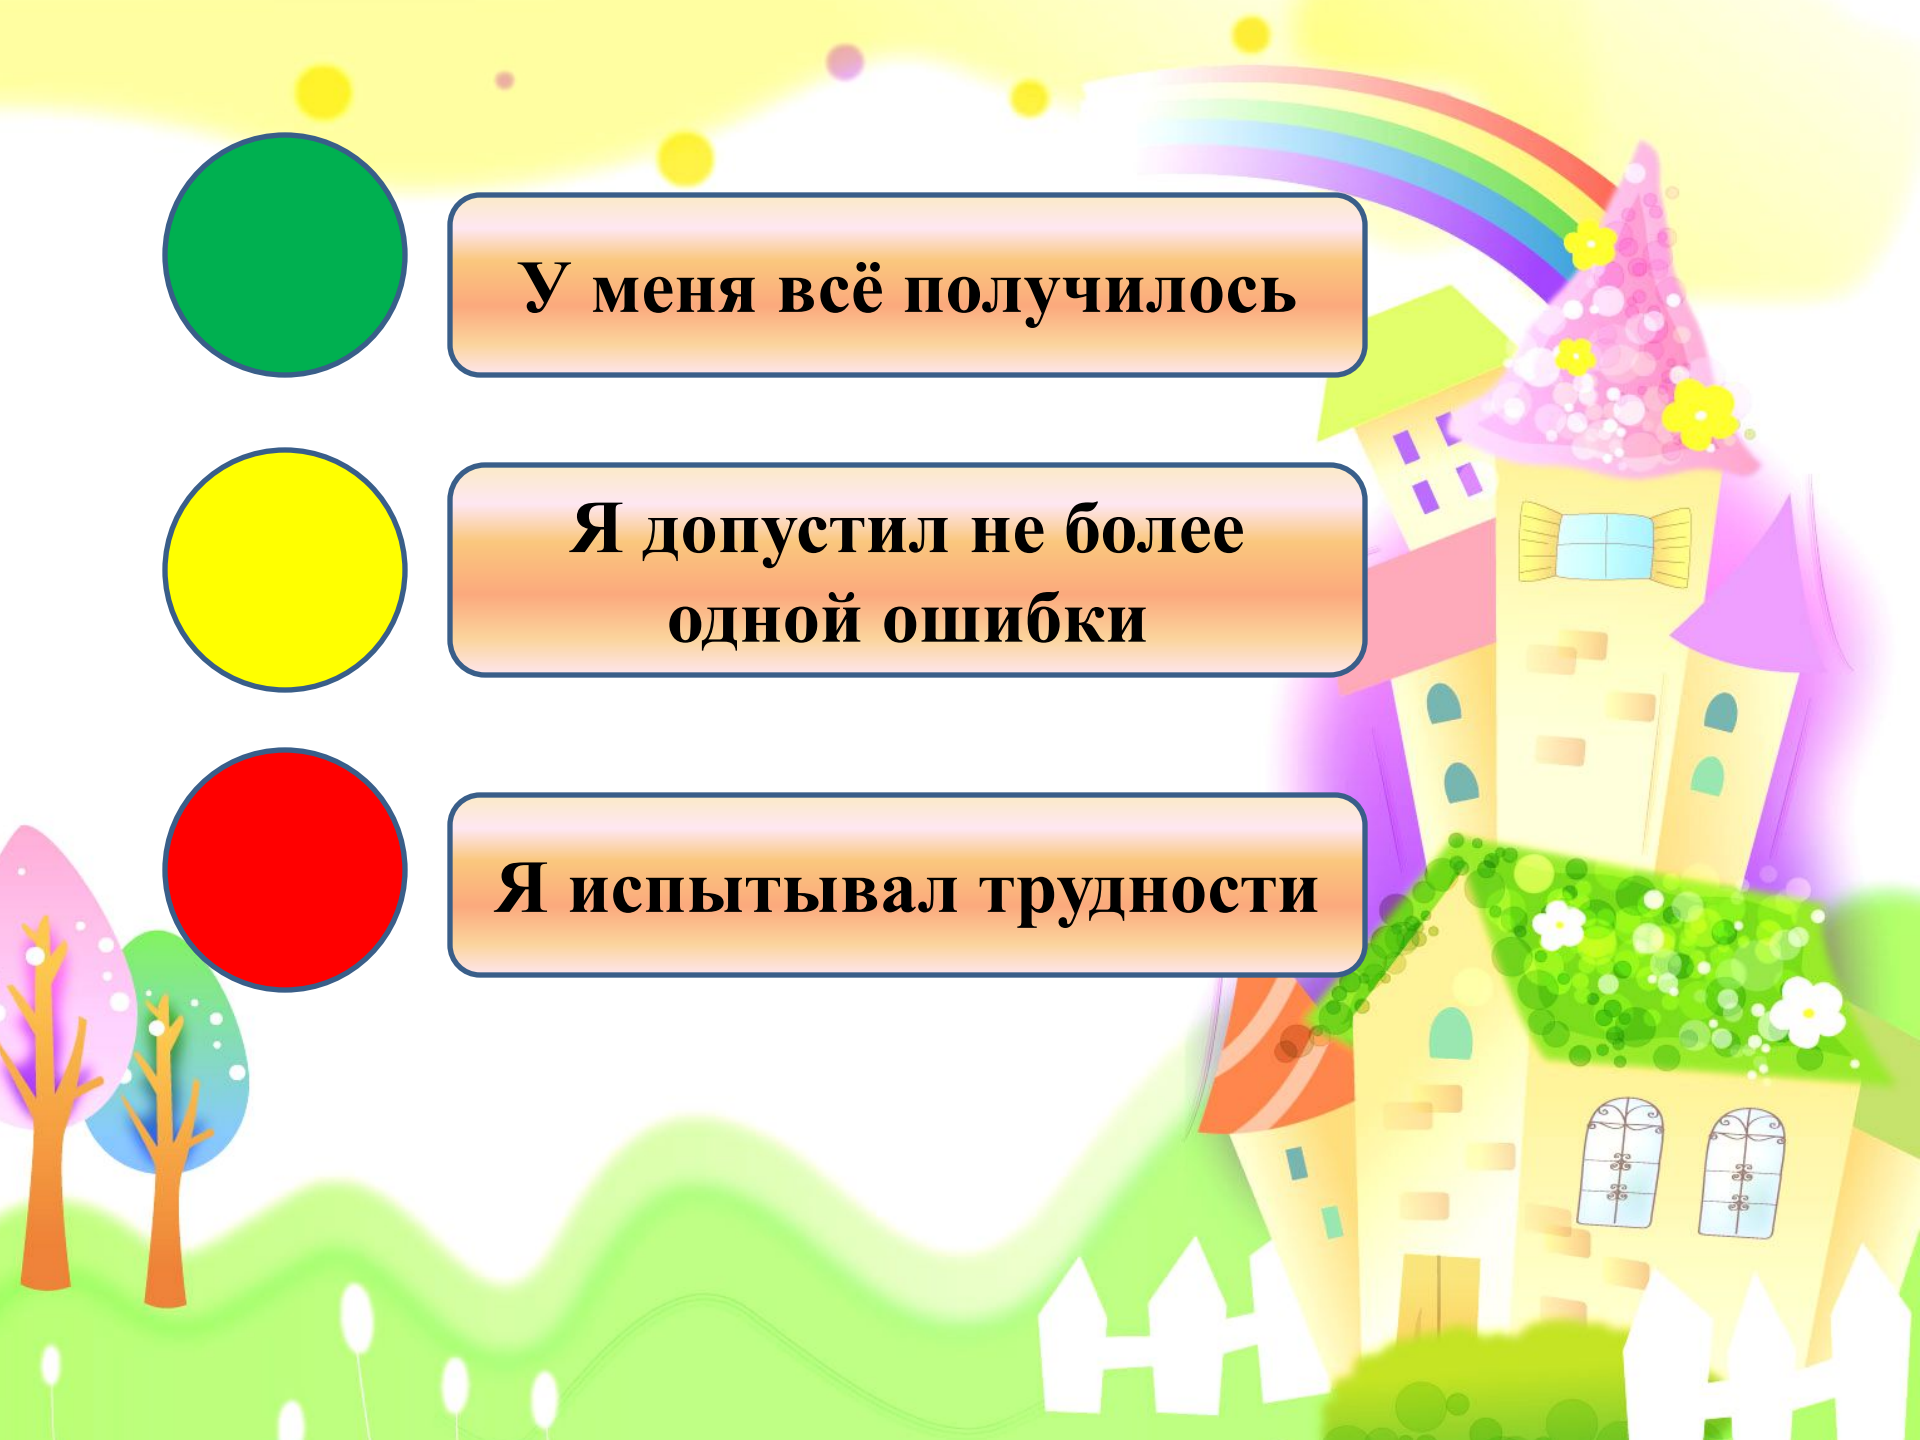 У меня всё получилось
Я допустил не более
одной ошибки
Я испытывал трудности